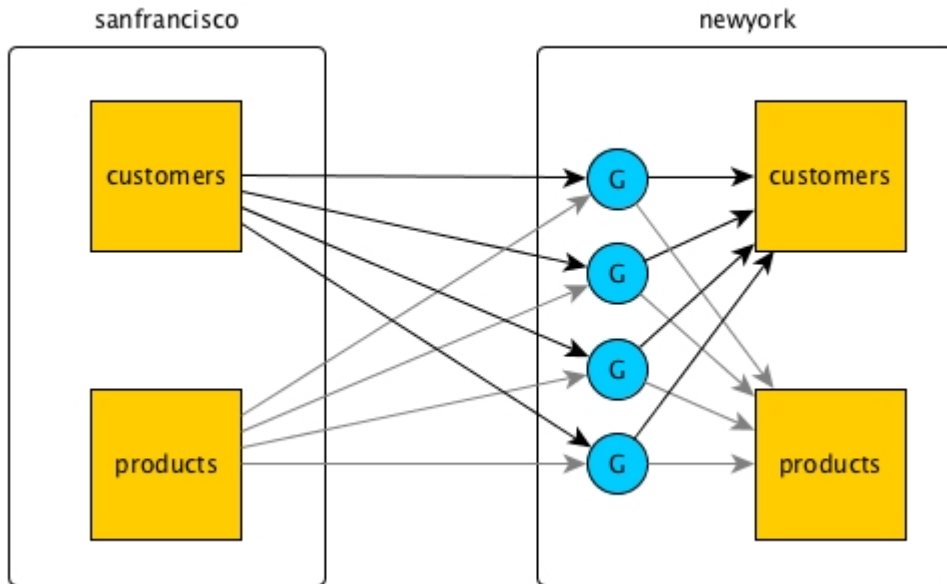 sanfrancisco
newyork
customers
G
customers
G
G
products
G
products